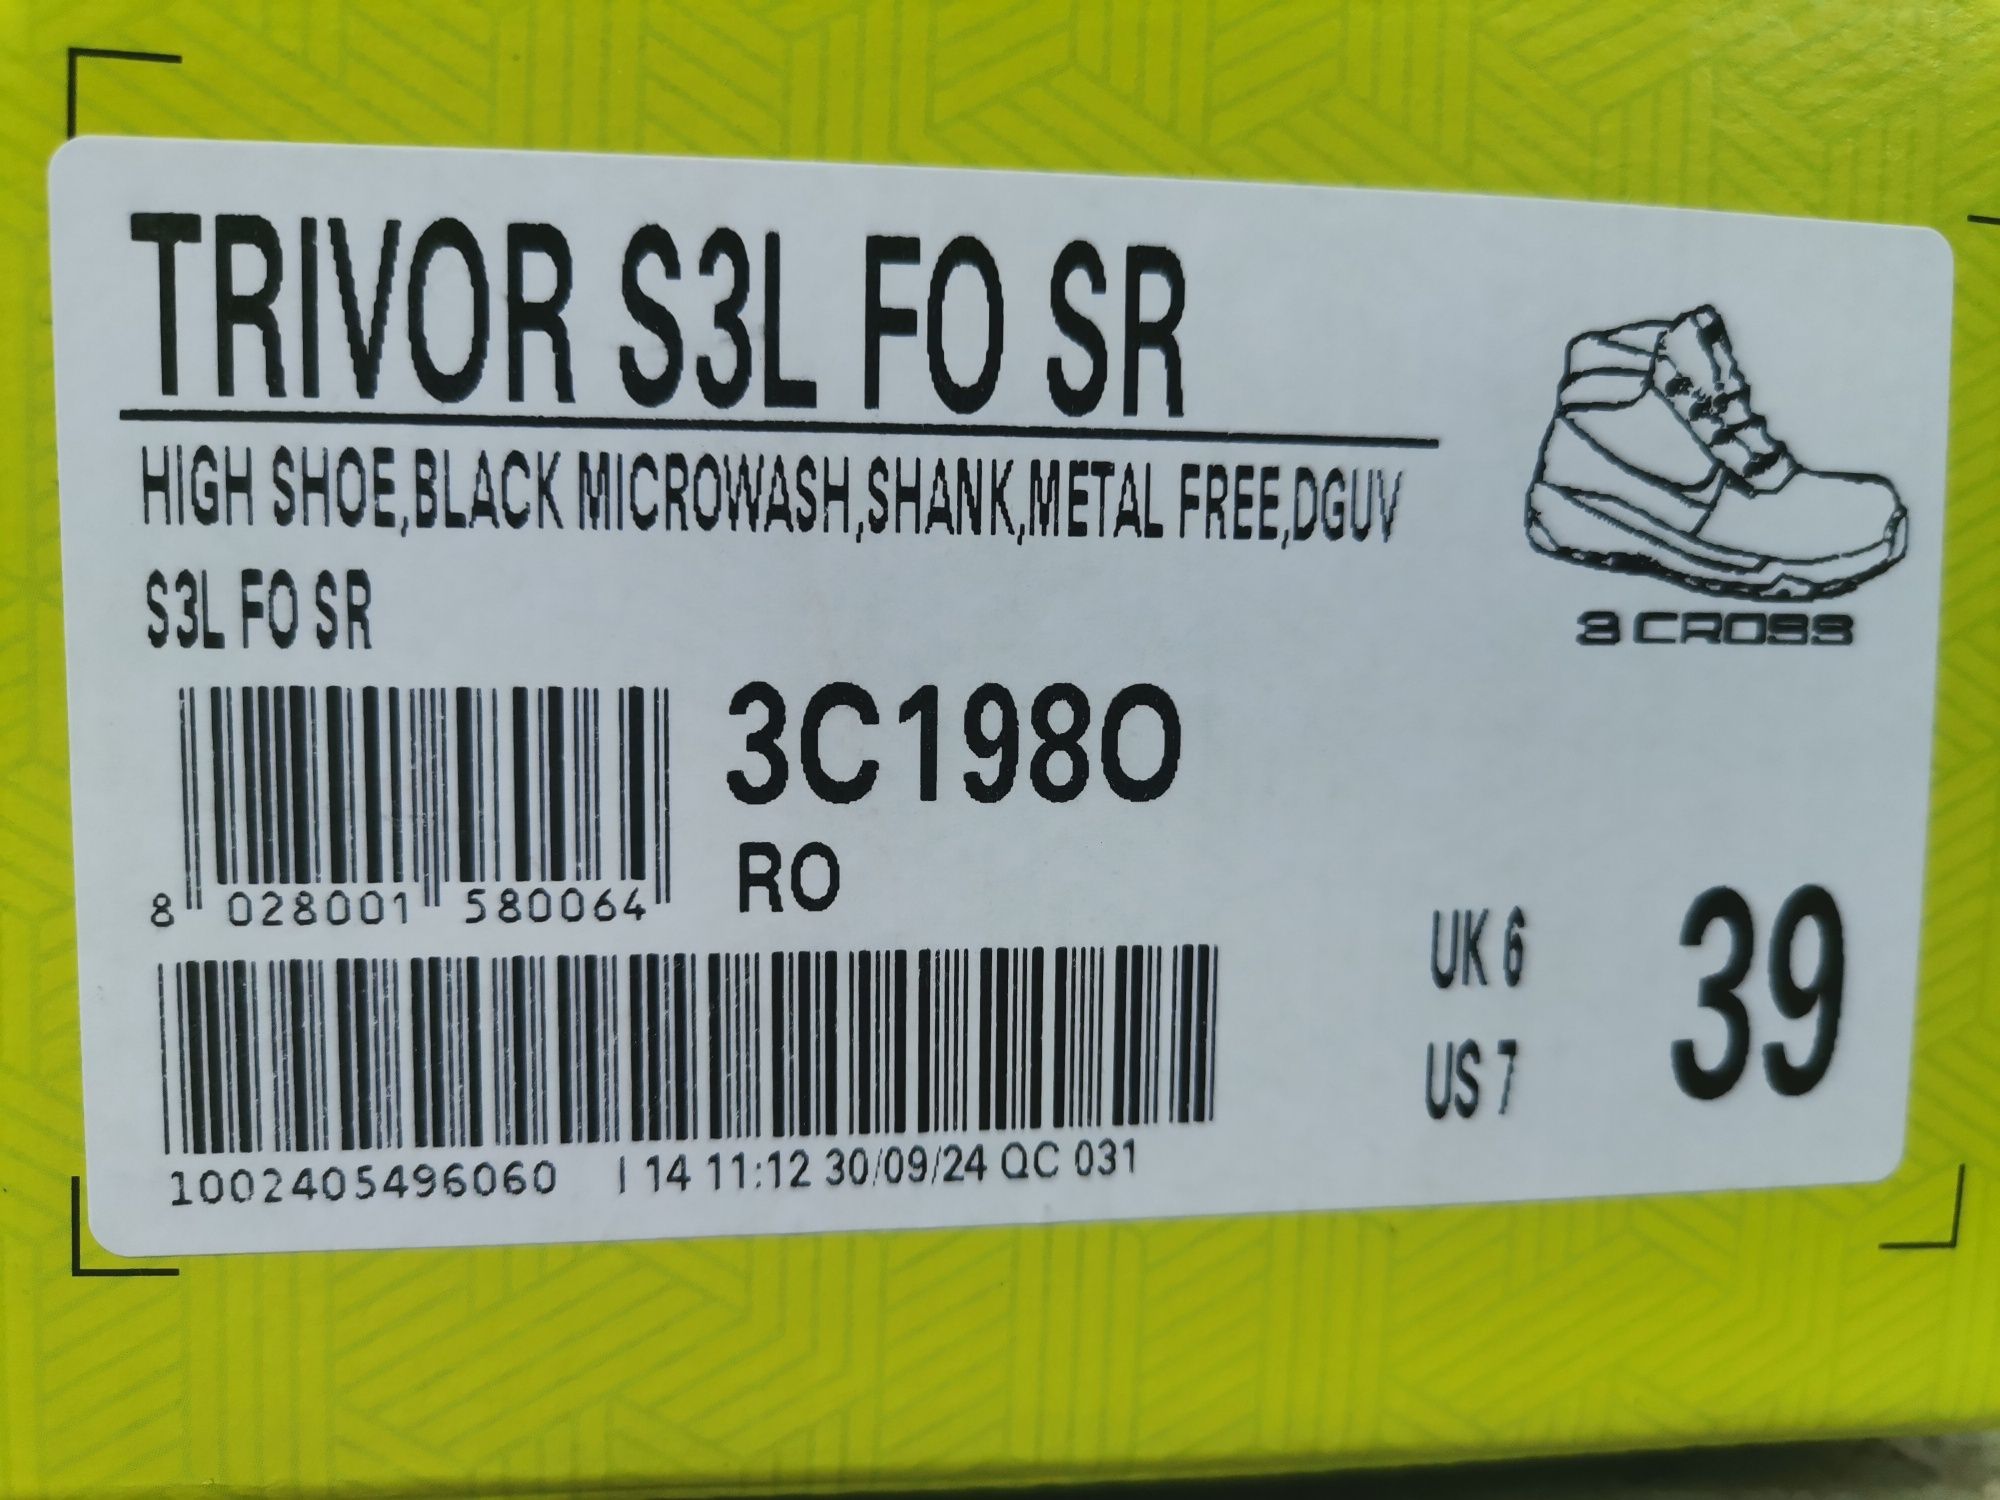 TRIVOR S3L FO SR
HIGH SHOE,BLACK MICROWASH,SHANK,METAL FREE,DGUV
S3L FO SR
3 CROSS
3C198O
RO
8 028001 580064
UK 6
39
US 7
1002405496060 I 14 11:12 30/09/24 QC 031